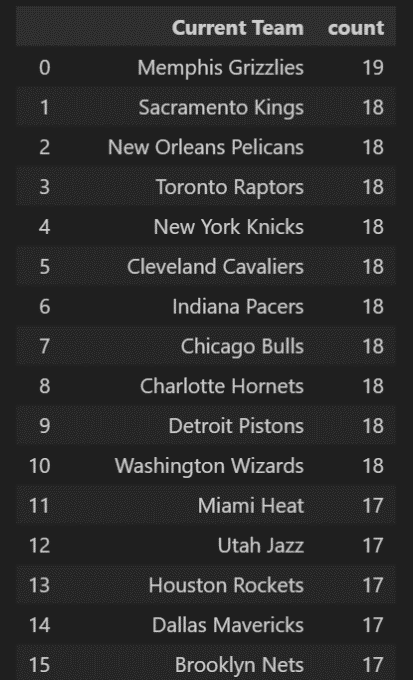 Current Team count
0 Memphis Grizzlies 19
1 Sacramento Kings 18
2 New Orleans Pelicans 18
3 Toronto Raptors 18
4 New York Knicks 18
5 Cleveland Cavaliers 18
6 Indiana Pacers 18
7 Chicago Bulls 18
8 Charlotte Hornets 18
9 Detroit Pistons 18
10 Washington Wizards 18
11 Miami Heat 17
12 Utah Jazz 17
13 Houston Rockets 17
14 Dallas Mavericks 17
15 Brooklyn Nets 17